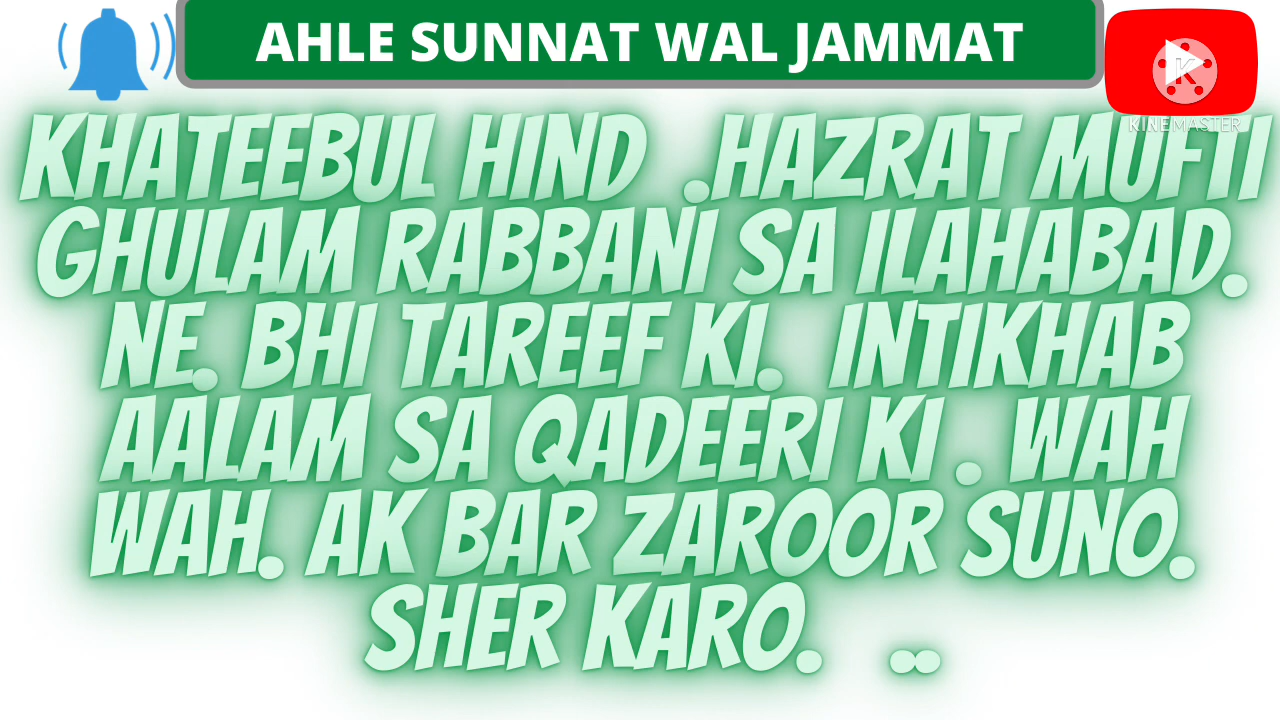 AHLE SUNNAT WAL JAMMAT
KINEMASTER
KHATEEBUL HIND .HAZRAT MUFTI
GHULAM RABBANI SA ILAHABAD.
NE. BHI TAREEF KI. INTIKHAB
AALAM SA QADEERI KI . WAH
WAH. AK BAR ZAROOR SUNO.
SHER KARO. ..